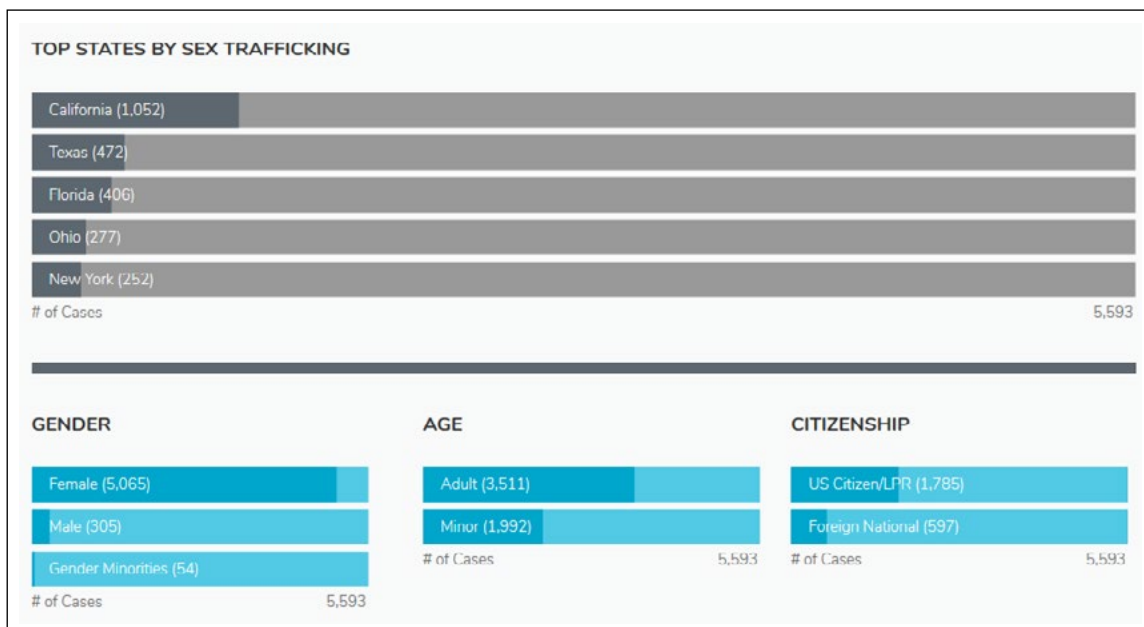 TOP STATES BY SEX TRAFFICKING
California (1,052)
Texas (472)
Florida (406)
Ohio (277)
New York (252)
# of Cases 5,593
GENDER
Female (5,065)
Male (305)
Gender Minorities (54)
# of Cases 5,593
AGE
Adult (3,511)
Minor (1,992)
# of Cases 5,593
CITIZENSHIP
US Citizen/LPR (1,785)
Foreign National (597)
# of Cases 5,593